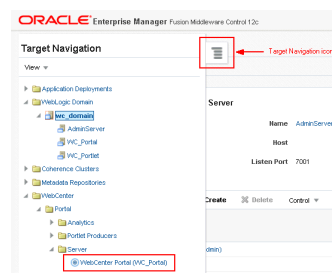 ORACLE Enterprise Manager Fusion Middleware Control 12c
Target Navigation
View
Target Navigation icon
Application Deployments
WebLogic Domain
wc_domain
AdminServer
WC_Portal
WC_Portlet
Coherence Clusters
Metadata Repositories
WebCenter
Portal
Analytics
Portlet Producers
Server
WebCenter Portal (WC_Portal)
Server
Name AdminServer
Host
Listen Port 7001
Create Delete Control
dmin)